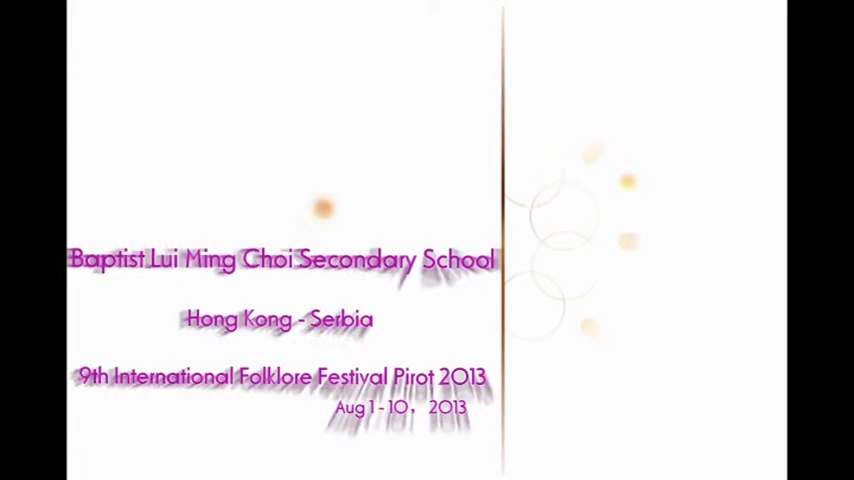 Baptist Lui Ming Choi Secondary School
Hong Kong - Serbia
9th International Folklore Festival Pirot 2013
Aug 1 - 10, 2013